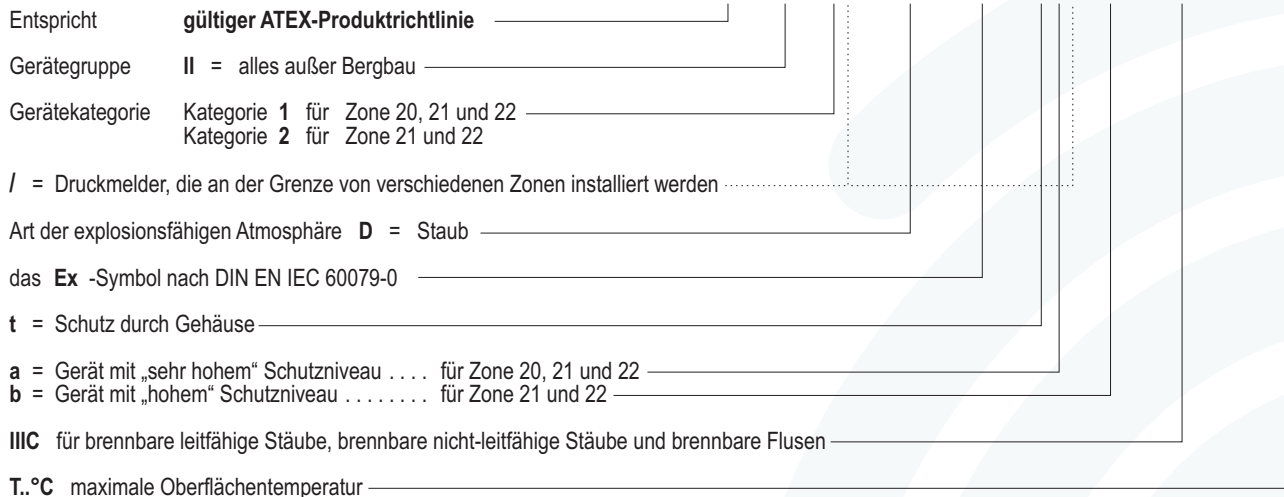 Entspricht gültiger ATEX-Produktrichtlinie
Gerätegruppe II = alles außer Bergbau
Gerätekategorie Kategorie 1 für Zone 20, 21 und 22
Kategorie 2 für Zone 21 und 22
/ = Druckmelder, die an der Grenze von verschiedenen Zonen installiert werden
Art der explosionsfähigen Atmosphäre D = Staub
das Ex -Symbol nach DIN EN IEC 60079-0
t = Schutz durch Gehäuse
a = Gerät mit „sehr hohem“ Schutzniveau . . . . für Zone 20, 21 und 22
b = Gerät mit „hohem“ Schutzniveau . . . . . . . . für Zone 21 und 22
IIIC für brennbare leitfähige Stäube, brennbare nicht-leitfähige Stäube und brennbare Flusen
T..°C maximale Oberflächentemperatur